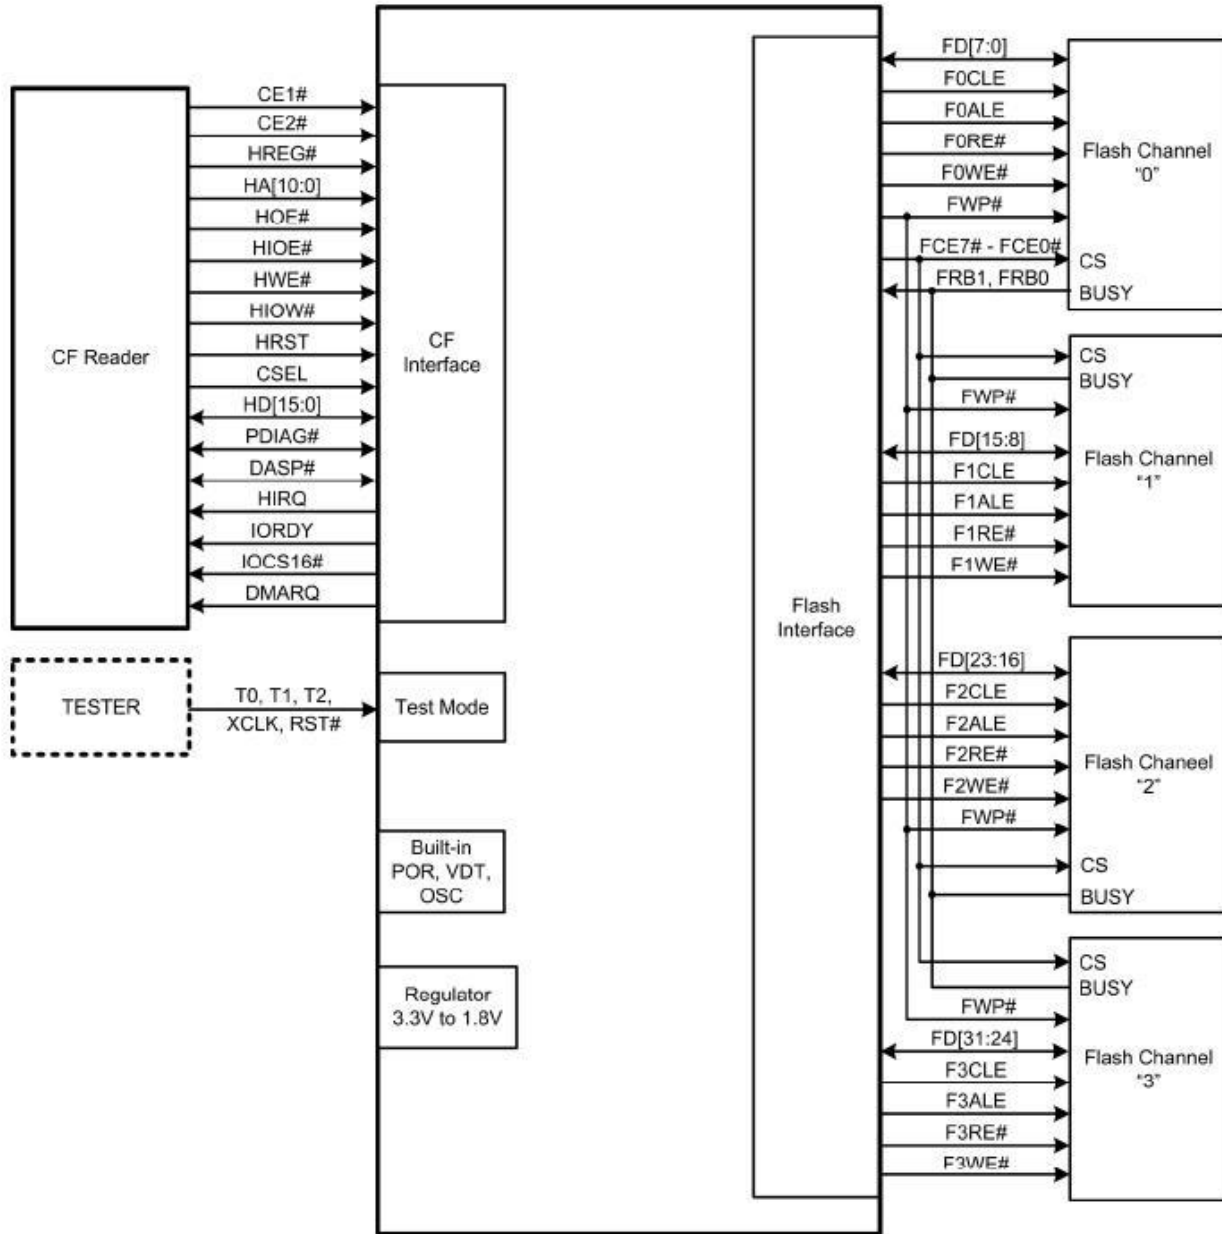 CF Reader
CE1#
CE2#
HREG#
HA[10:0]
HOE#
HIOE#
HWE#
HIOW#
HRST
CSEL
HD[15:0]
PDIAG#
DASP#
HIRQ
IORDY
IOCS16#
DMARQ
CF
Interface
TESTER
T0, T1, T2,
XCLK, RST#
Test Mode
Built-in
POR, VDT,
OSC
Regulator
3.3V to 1.8V
Flash
Interface
FD[7:0]
F0CLE
F0ALE
F0RE#
F0WE#
FWP#
FCE7# - FCE0#
FRB1, FRB0
Flash Channel
"0"
CS
BUSY
CS
BUSY
FWP#
FD[15:8]
F1CLE
F1ALE
F1RE#
F1WE#
Flash Channel
"1"
FD[23:16]
F2CLE
F2ALE
F2RE#
F2WE#
FWP#
Flash Chaneel
"2"
CS
BUSY
CS
BUSY
FWP#
FD[31:24]
F3CLE
F3ALE
F3RE#
F3WE#
Flash Channel
"3"